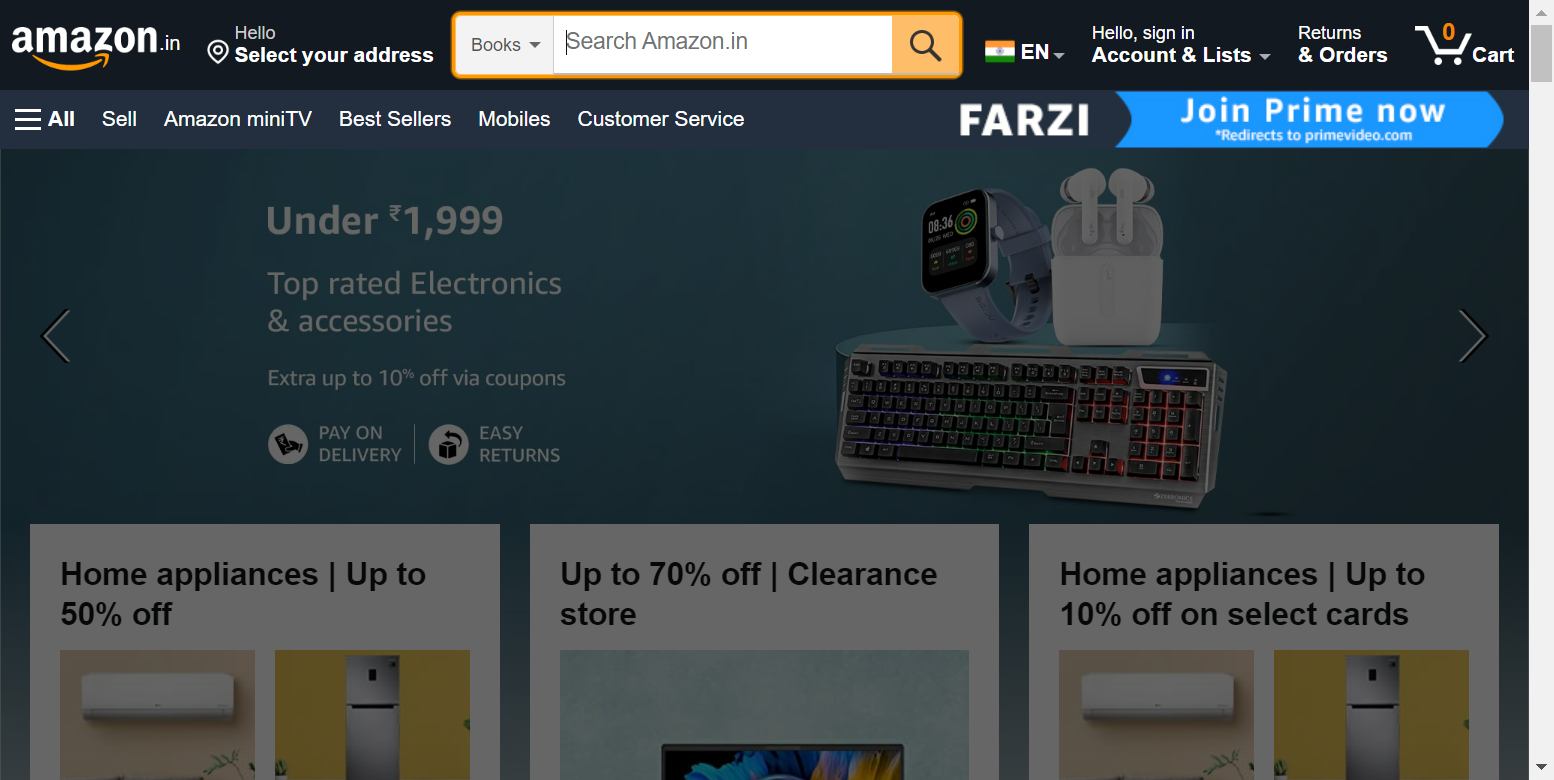 amazon.in
Hello
Select your address
Books
Search Amazon.in
EN
Hello, sign in
Account & Lists
Returns
& Orders
0
Cart
All
Sell
Amazon miniTV
Best Sellers
Mobiles
Customer Service
FARZI
Join Prime now
*Redirects to primevideo.com
Under ₹1,999
Top rated Electronics
& accessories
Extra up to 10% off via coupons
PAY ON
DELIVERY
EASY
RETURNS
08:36
Home appliances | Up to
50% off
Up to 70% off | Clearance
store
Home appliances | Up to
10% off on select cards